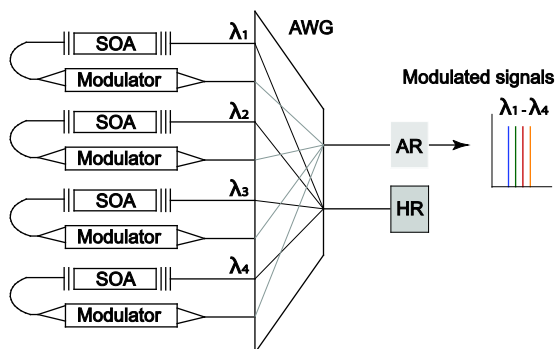 SOA
λ1
Modulator
SOA
λ2
Modulator
SOA
λ3
Modulator
SOA
λ4
Modulator
AWG
AR
HR
Modulated signals
λ1 - λ4